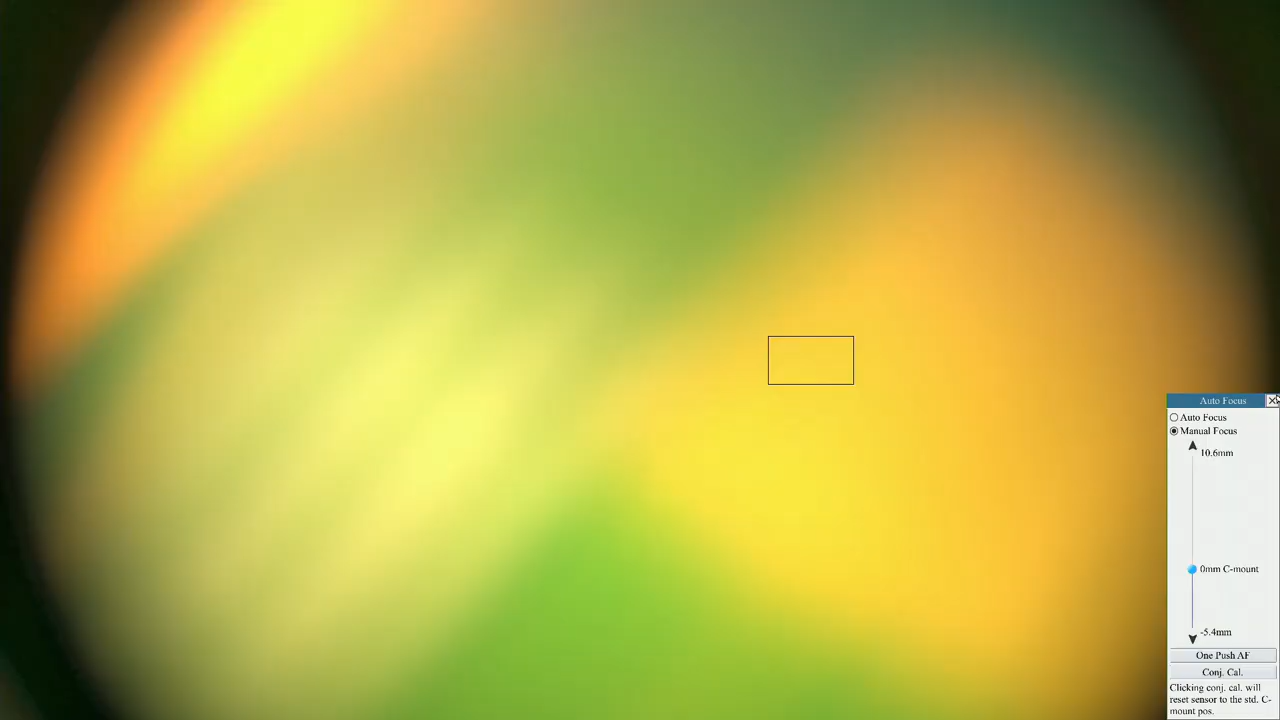 Auto Focus
Auto Focus
Manual Focus
10.6mm
0mm C-mount
-5.4mm
One Push AF
Conj. Cal.
Clicking conj. cal. will
reset sensor to the std. C-
mount pos.